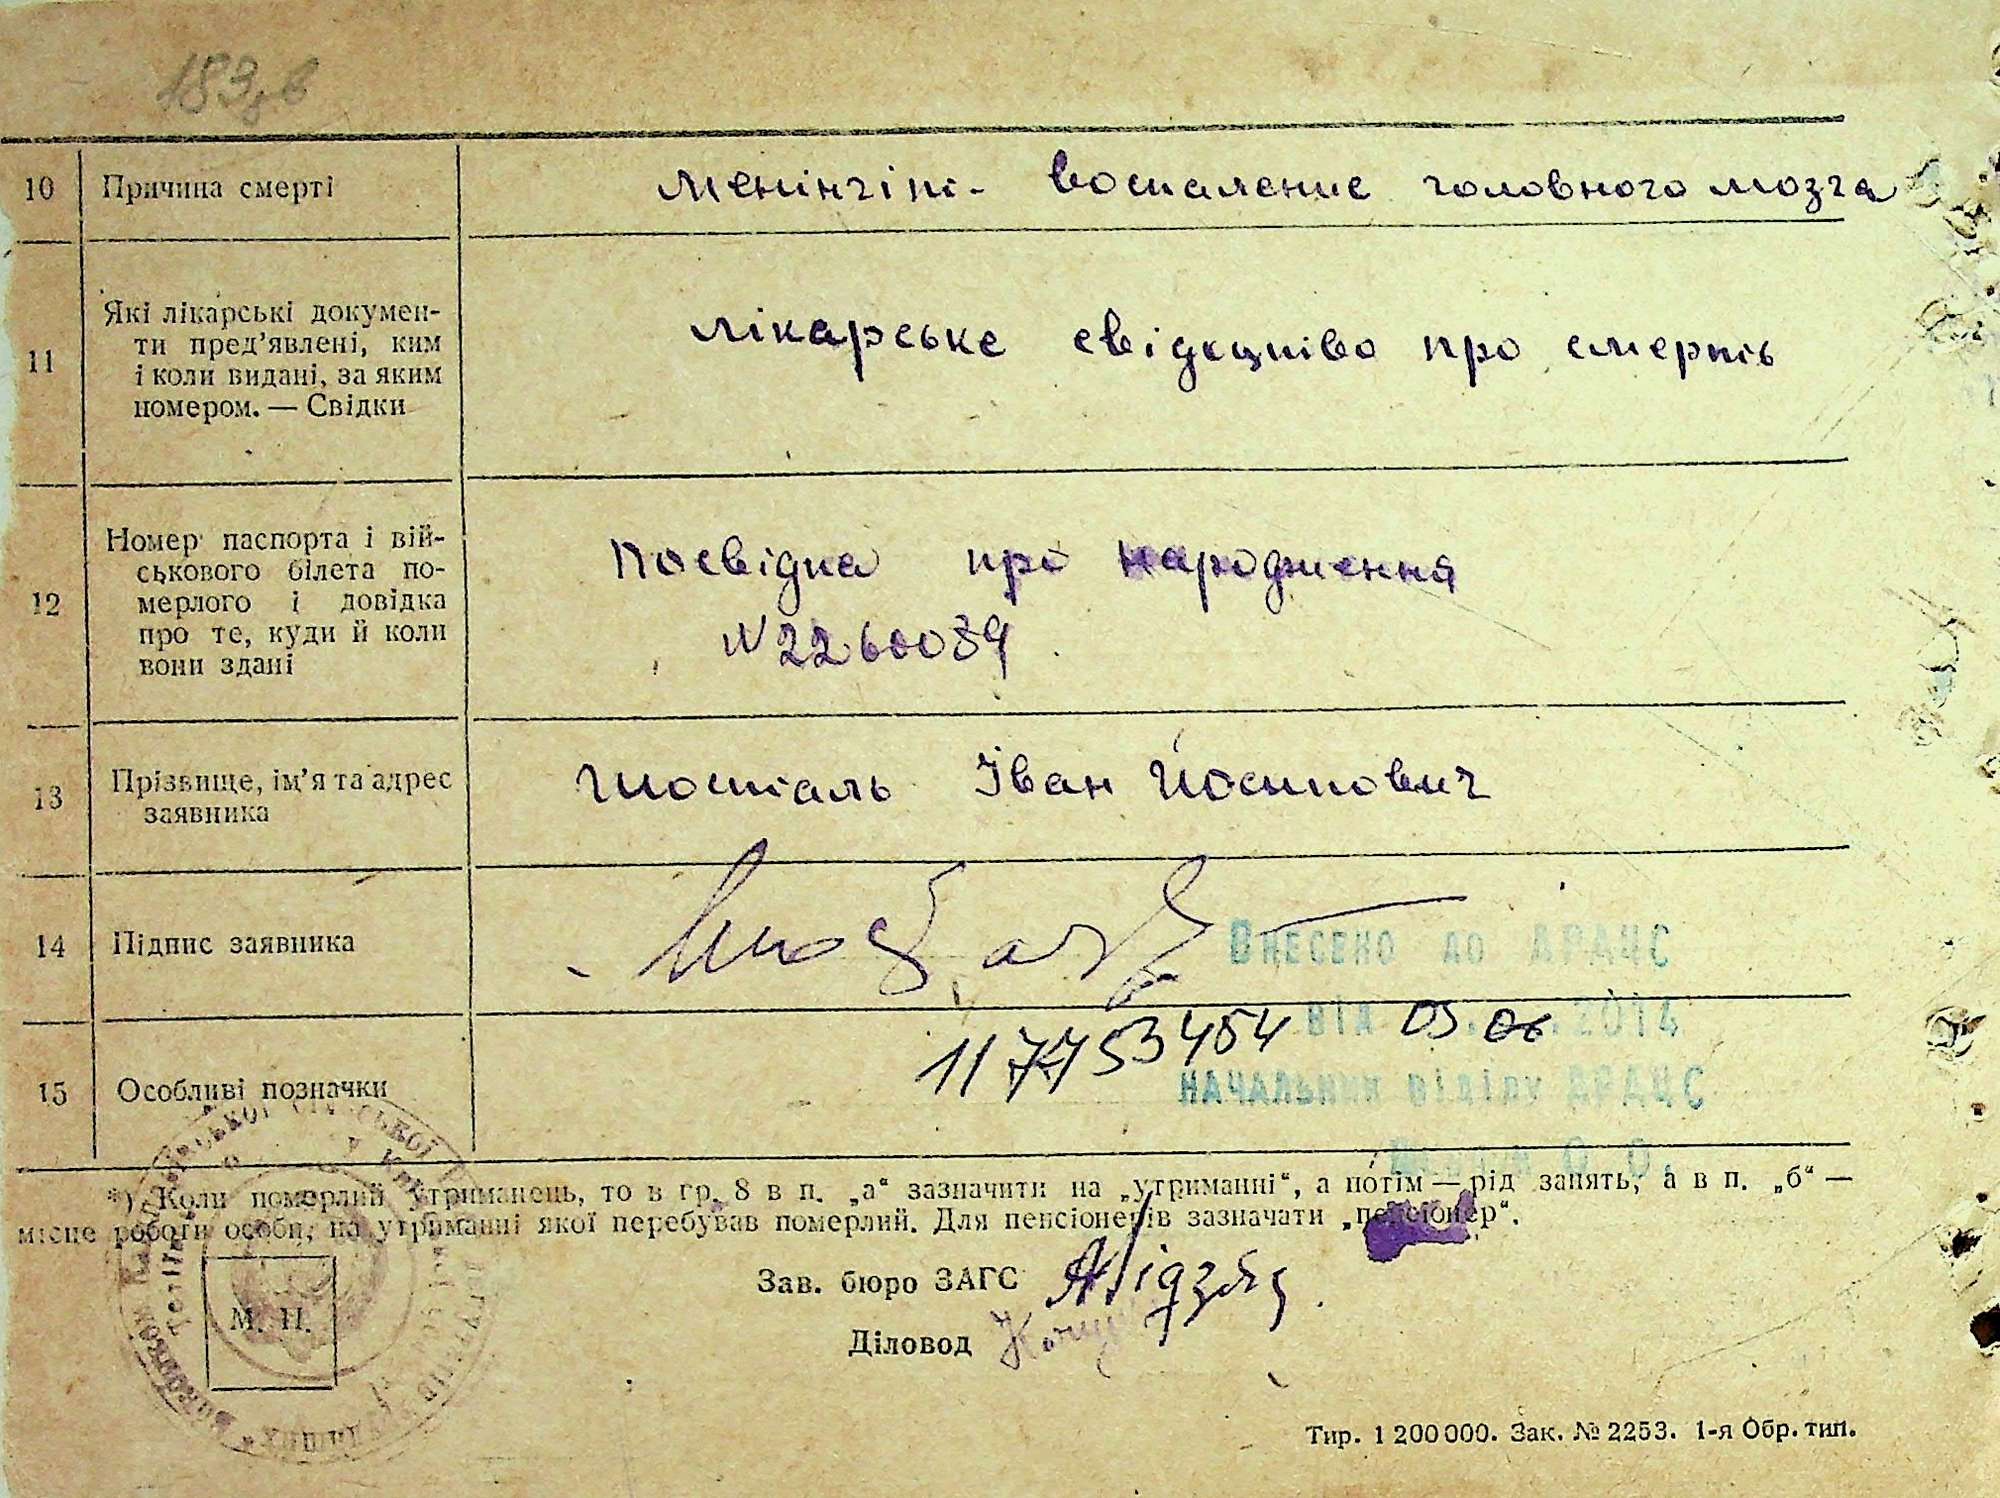 183,в
10 Причина смерті Менінгіт- воспаление головного мозга
11 Які лікарські докумен-
ти пред’явлені, ким
і коли видані, за яким
номером. — Свідки
лікарське свідецтво про смерть
12 Номер паспорта і вій-
ськового білета по-
мерлого і довідка
про те, куди й коли
вони здані
Посвідка про народження
N 2260039
13 Прізвище, ім’я та адрес
заявника
Шосталь Іван Йосипович
14 Підпис заявника
Внесено до ДРАЦС
від 05.06.2014
1177453454
15 Особливі позначки
начальник відділу ДРАЦС
*) Коли померлий утриманець, то в гр. 8 в п. „а“ зазначити на „утриманні“, а потім — рід занять, а в п. „б“ —
місце роботи особи, на утриманні якої перебував померлий. Для пенсіонерів зазначати „пенсіонер“.
Зав. бюро ЗАГС
М. П.
Діловод
Тир. 1 200 000. Зак. № 2253. 1-я Обр. тип.